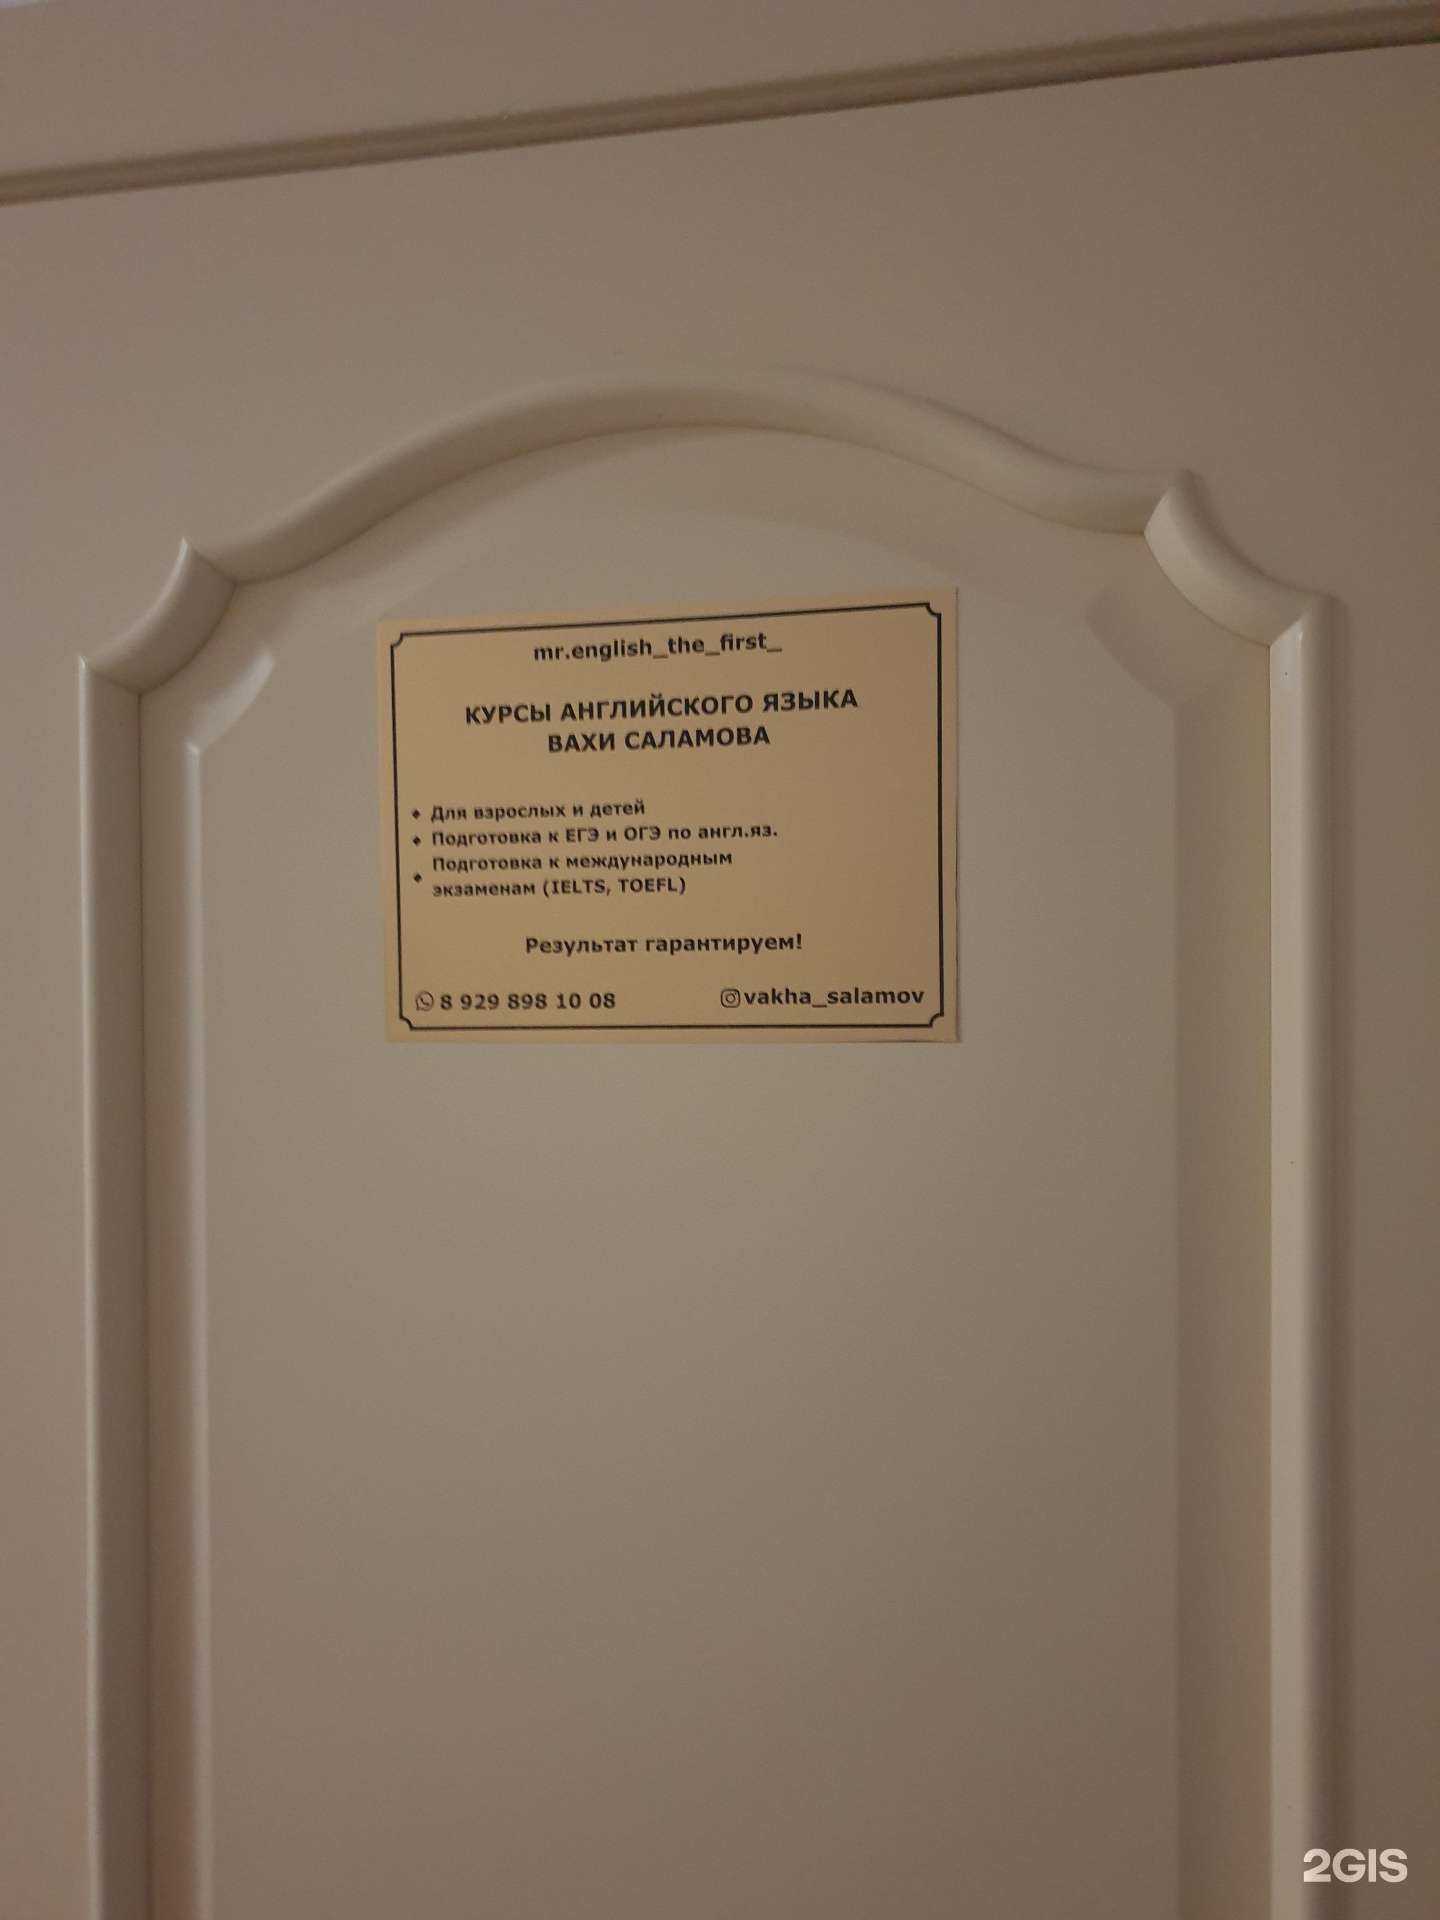 mr.english_the_first_
КУРСЫ АНГЛИЙСКОГО ЯЗЫКА
ВАХИ САЛАМОВА
Для взрослых и детей
Подготовка к ЕГЭ и ОГЭ по англ.яз.
Подготовка к международным
экзаменам (IELTS, TOEFL)
Результат гарантируем!
8 929 898 10 08 vakha_salamov
2GIS